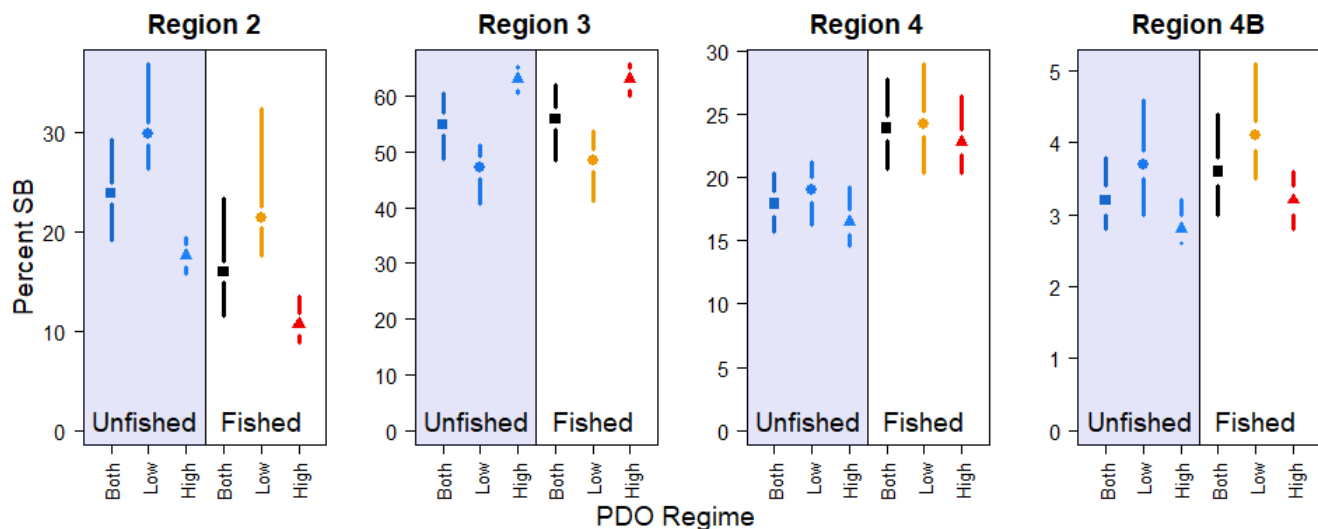 Region 2
Region 3
Region 4
Region 4B
Percent SB
30
20
10
0
Unfished
Fished
Both
Low
High
Both
Low
High
60
50
40
30
20
10
0
Unfished
Fished
Both
Low
High
Both
Low
High
30
25
20
15
10
5
0
Unfished
Fished
Both
Low
High
Both
Low
High
5
4
3
2
1
0
Unfished
Fished
Both
Low
High
Both
Low
High
PDO Regime